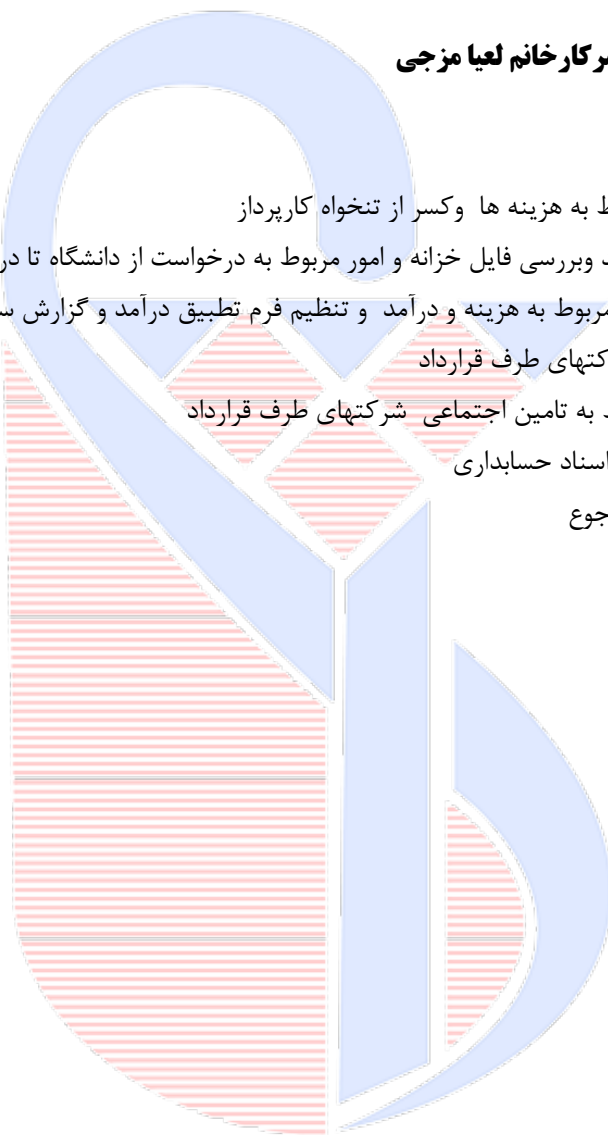 سرکارخانم لعیا مزجی
ط به هزینه ها وکسر از تنخواه کارپرداز
وبررسی فایل خزانه و امور مربوط به درخواست از دانشگاه تا در
مربوط به هزینه و درآمد و تنظیم فرم تطبیق درآمد و گزارش س
کتهای طرف قرارداد
به تامین اجتماعی شرکتهای طرف قرارداد
اسناد حسابداری
جوع